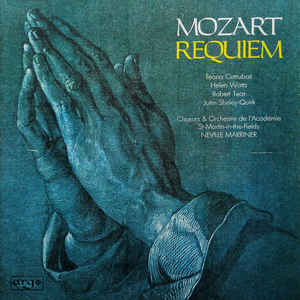 MOZART
REQUIEM
Ileana Cotrubas
Helen Watts
Robert Tear
John Shirley-Quirk
Chœurs & Orchestre de l'Académie
St-Martin-in-the-Fields
NEVILLE MARRINER
argo